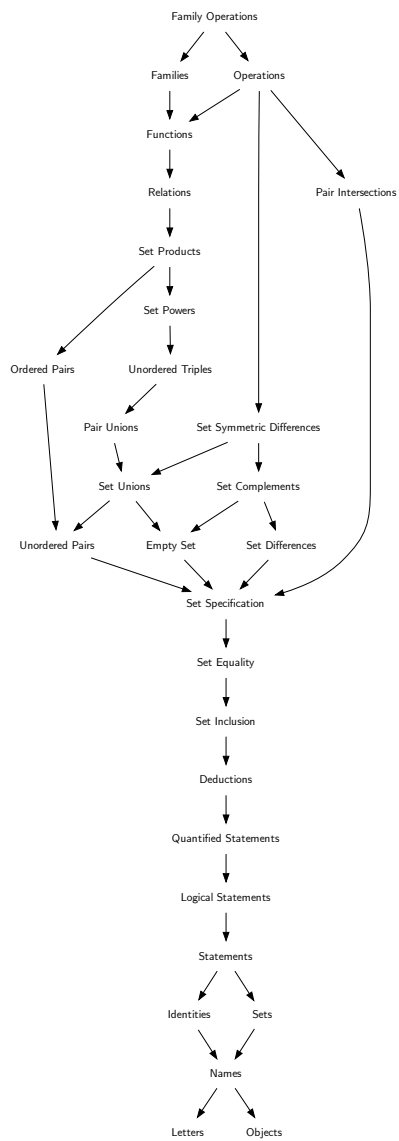 Family Operations
Families
Operations
Functions
Relations
Pair Intersections
Set Products
Set Powers
Ordered Pairs
Unordered Triples
Pair Unions
Set Symmetric Differences
Set Unions
Set Complements
Unordered Pairs
Empty Set
Set Differences
Set Specification
Set Equality
Set Inclusion
Deductions
Quantified Statements
Logical Statements
Statements
Identities
Sets
Names
Letters
Objects